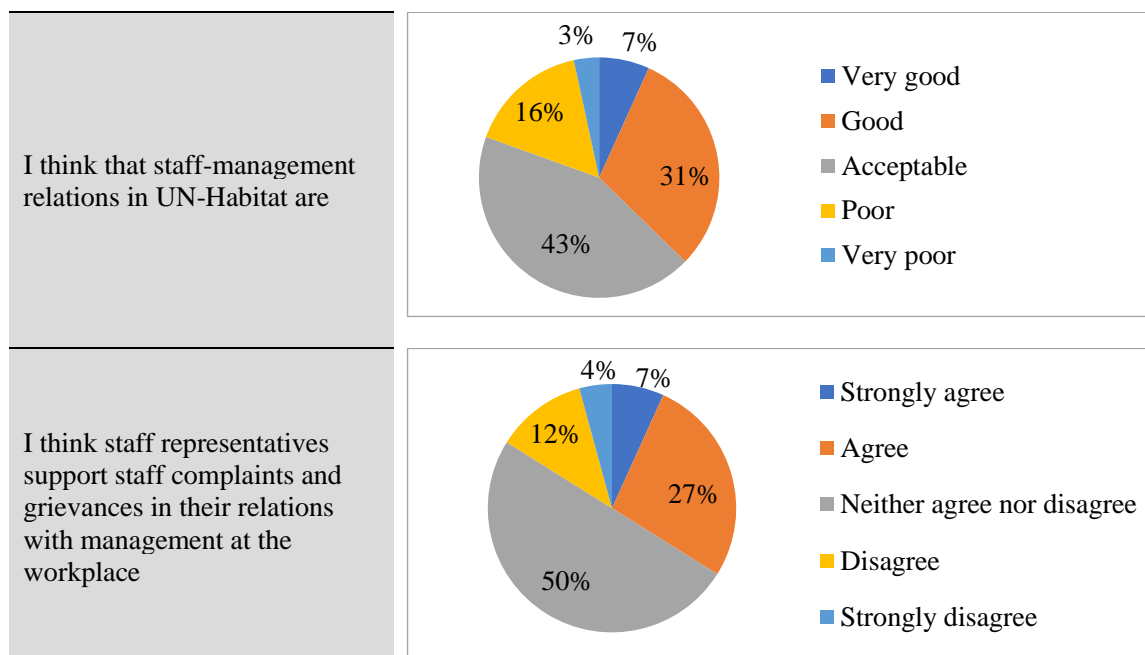 I think that staff-management
relations in UN-Habitat are
3%
7%
16%
31%
43%
Very good
Good
Acceptable
Poor
Very poor
I think staff representatives
support staff complaints and
grievances in their relations
with management at the
workplace
4%
7%
12%
27%
50%
Strongly agree
Agree
Neither agree nor disagree
Disagree
Strongly disagree